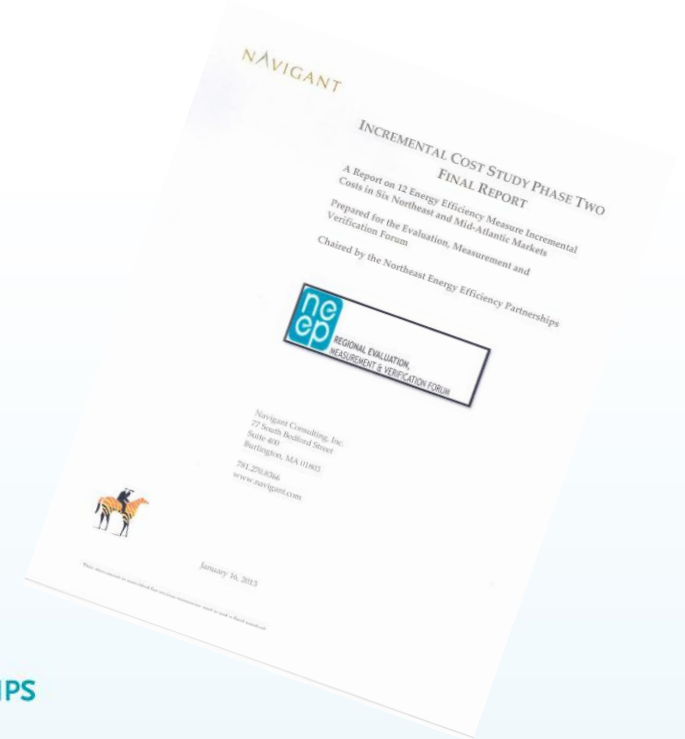 NAVIGANT
INCREMENTAL COST STUDY PHASE TWO
FINAL REPORT
A Report on 12 Energy Efficiency Measure Incremental
Costs in Six Northeast and Mid-Atlantic Markets
Prepared for the Evaluation, Measurement and
Verification Forum
Chaired by the Northeast Energy Efficiency Partnerships
neep
REGIONAL EVALUATION,
MEASUREMENT & VERIFICATION FORUM
Navigant Consulting, Inc.
77 South Bedford Street
Suite 400
Burlington, MA 01803
781.270.8366
www.navigant.com
January 16, 2013
IPS